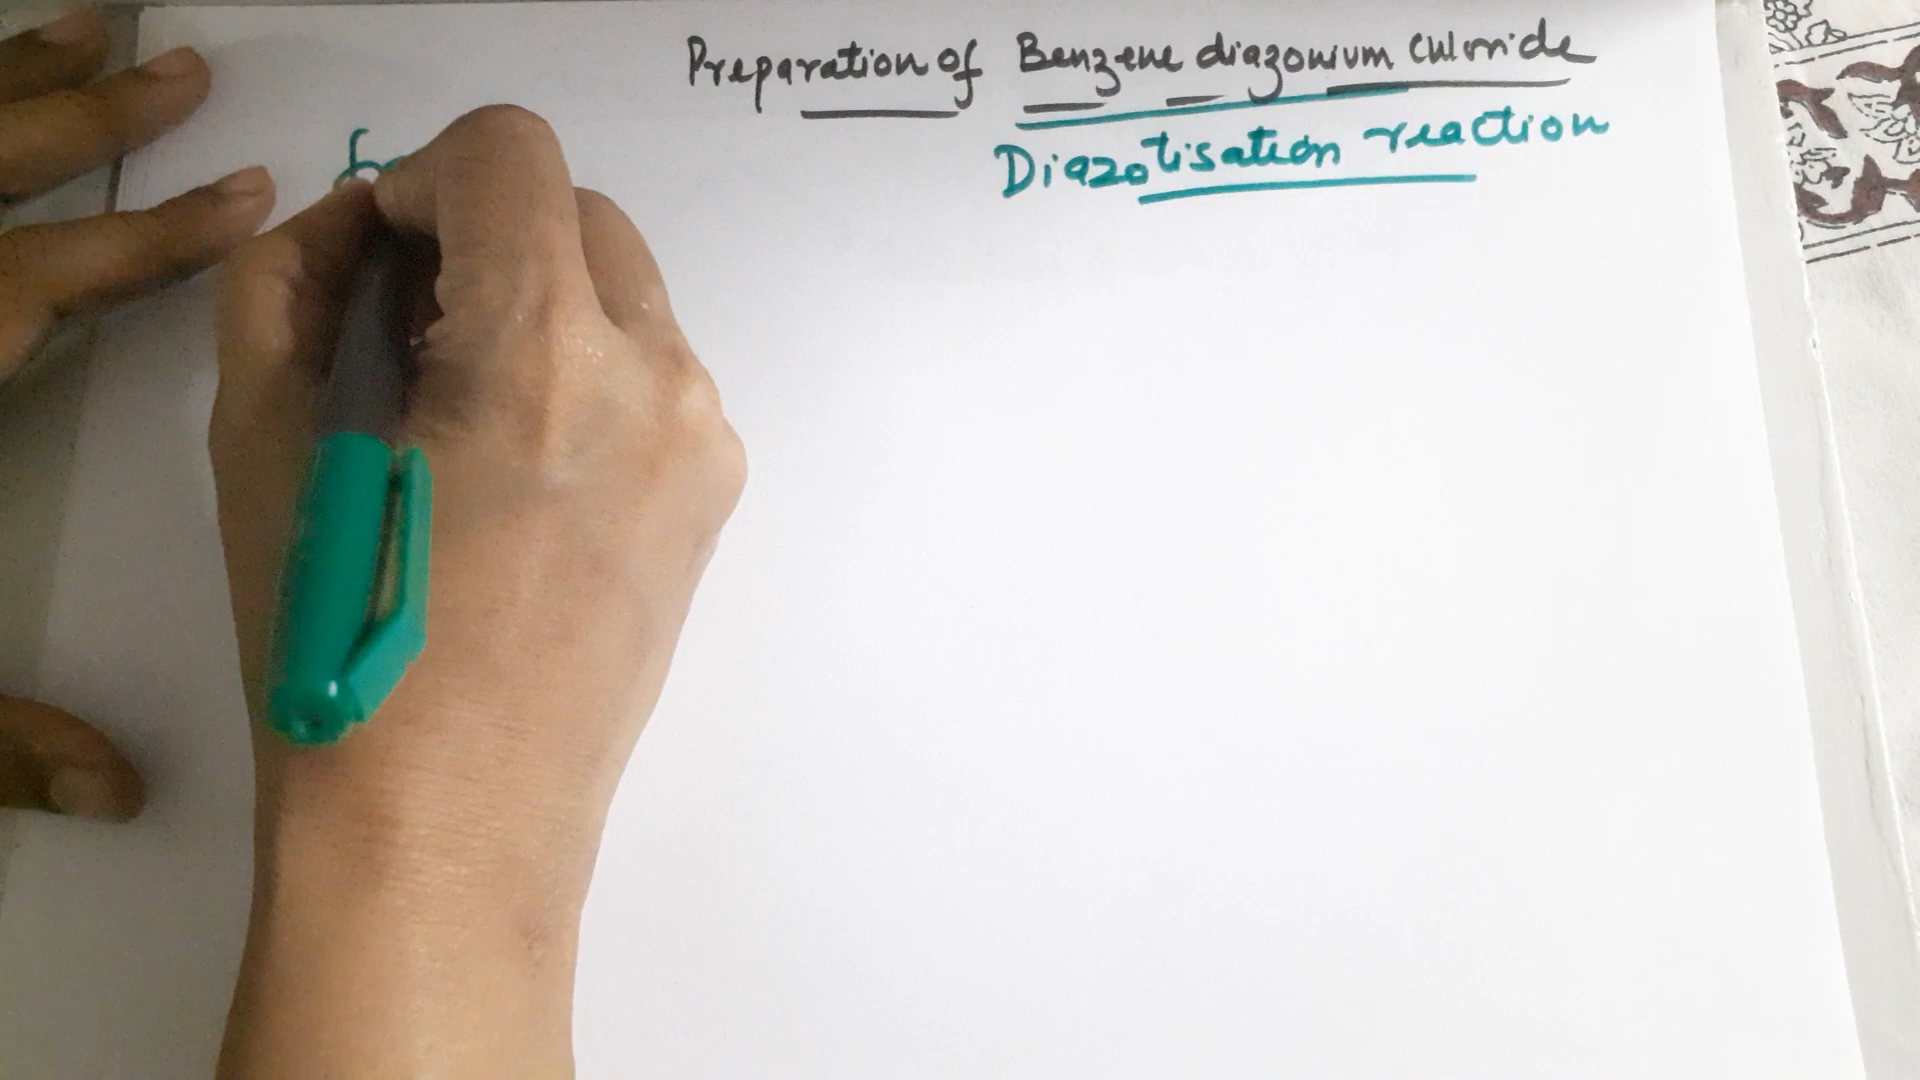 Preparation of Benzene diazonium Chloride
Diazotisation reaction